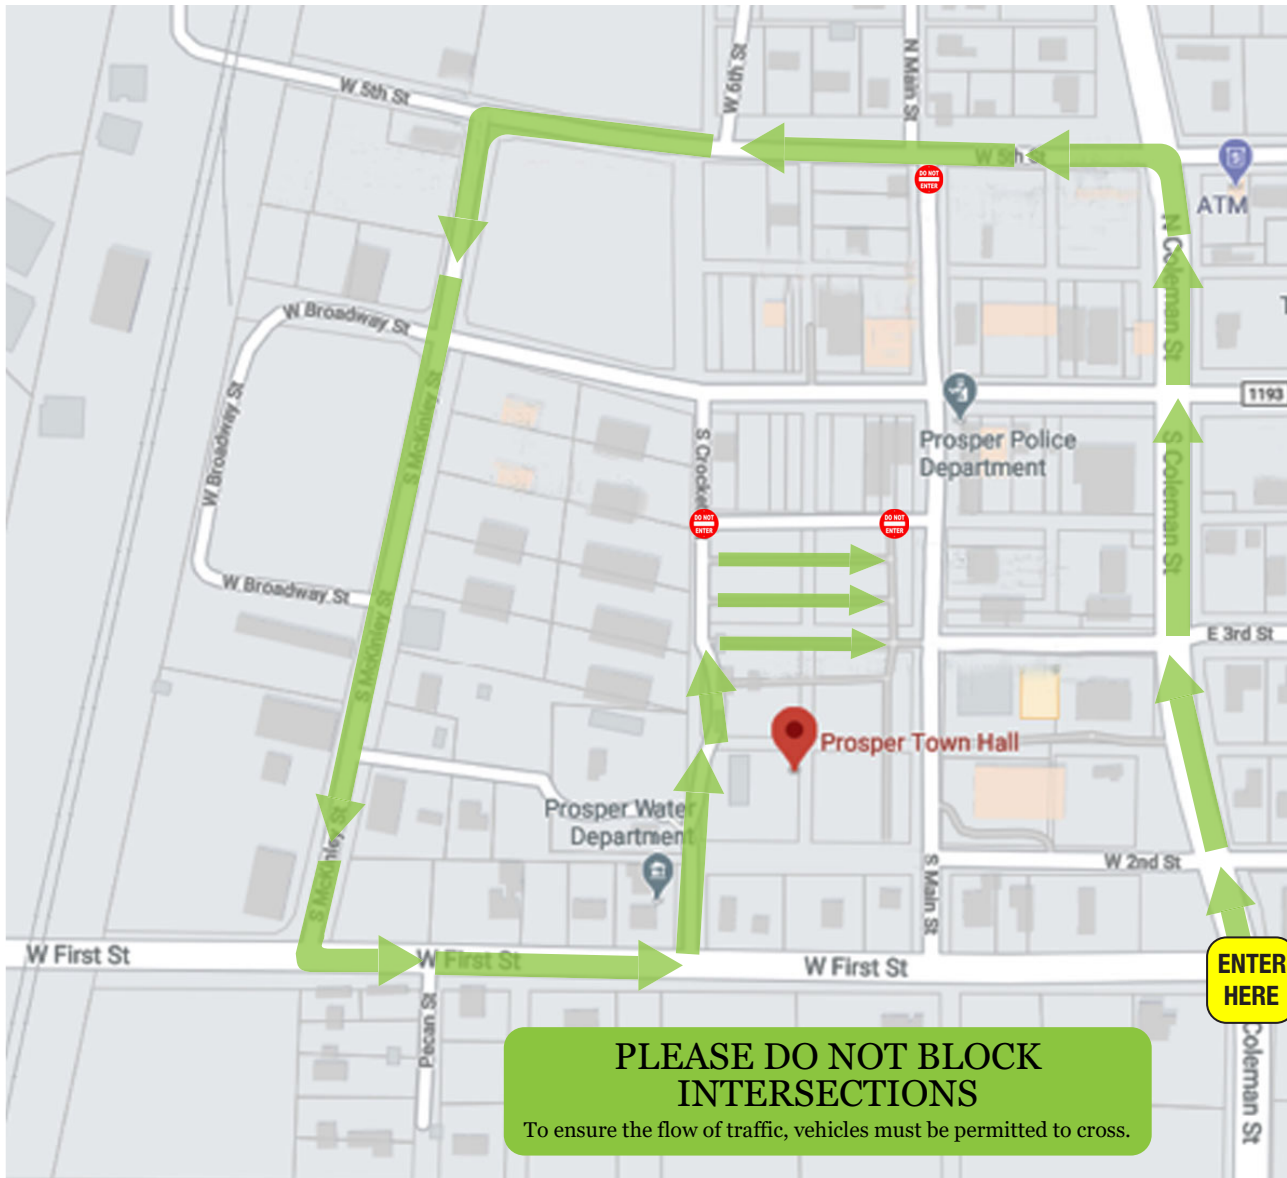 W 5th St
W 6th St
N Main St
W 5th St
DO NOT
ENTER
ATM
N Coleman St
W Broadway St
1193
W Broadway St
S McKinley St
S Crocke
Prosper Police
Department
S Coleman St
DO NOT
ENTER
DO NOT
ENTER
W Broadway St
S McKinley St
E 3rd St
Prosper Town Hall
Prosper Water
Department
S McKinley St
S Main St
W 2nd St
W First St
W First St
W First St
ENTER
HERE
Pecan St
Coleman St
PLEASE DO NOT BLOCK
INTERSECTIONS
To ensure the flow of traffic, vehicles must be permitted to cross.